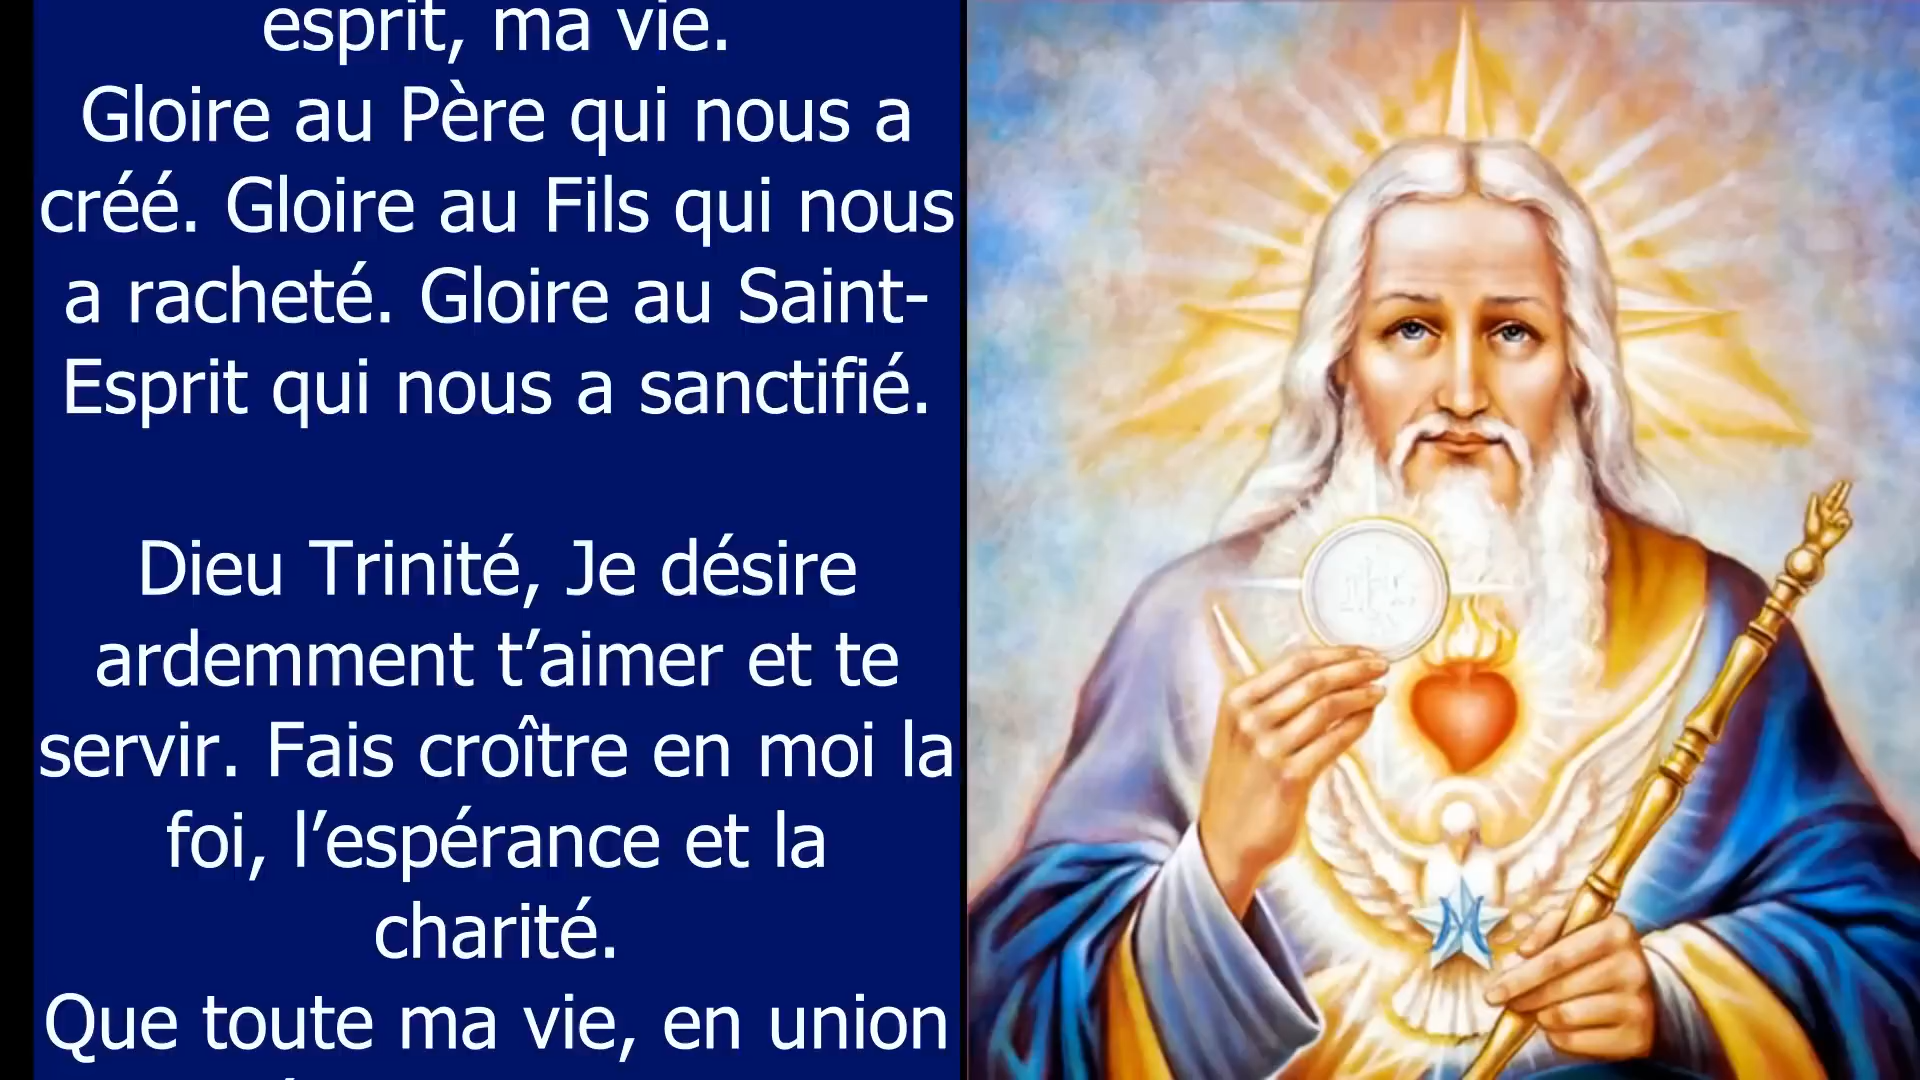 esprit, ma vie.
Gloire au Père qui nous a
créé. Gloire au Fils qui nous
a racheté. Gloire au Saint-
Esprit qui nous a sanctifié.
Dieu Trinité, Je désire
ardemment t’aimer et te
servir. Fais croître en moi la
foi, l’espérance et la
charité.
Que toute ma vie, en union